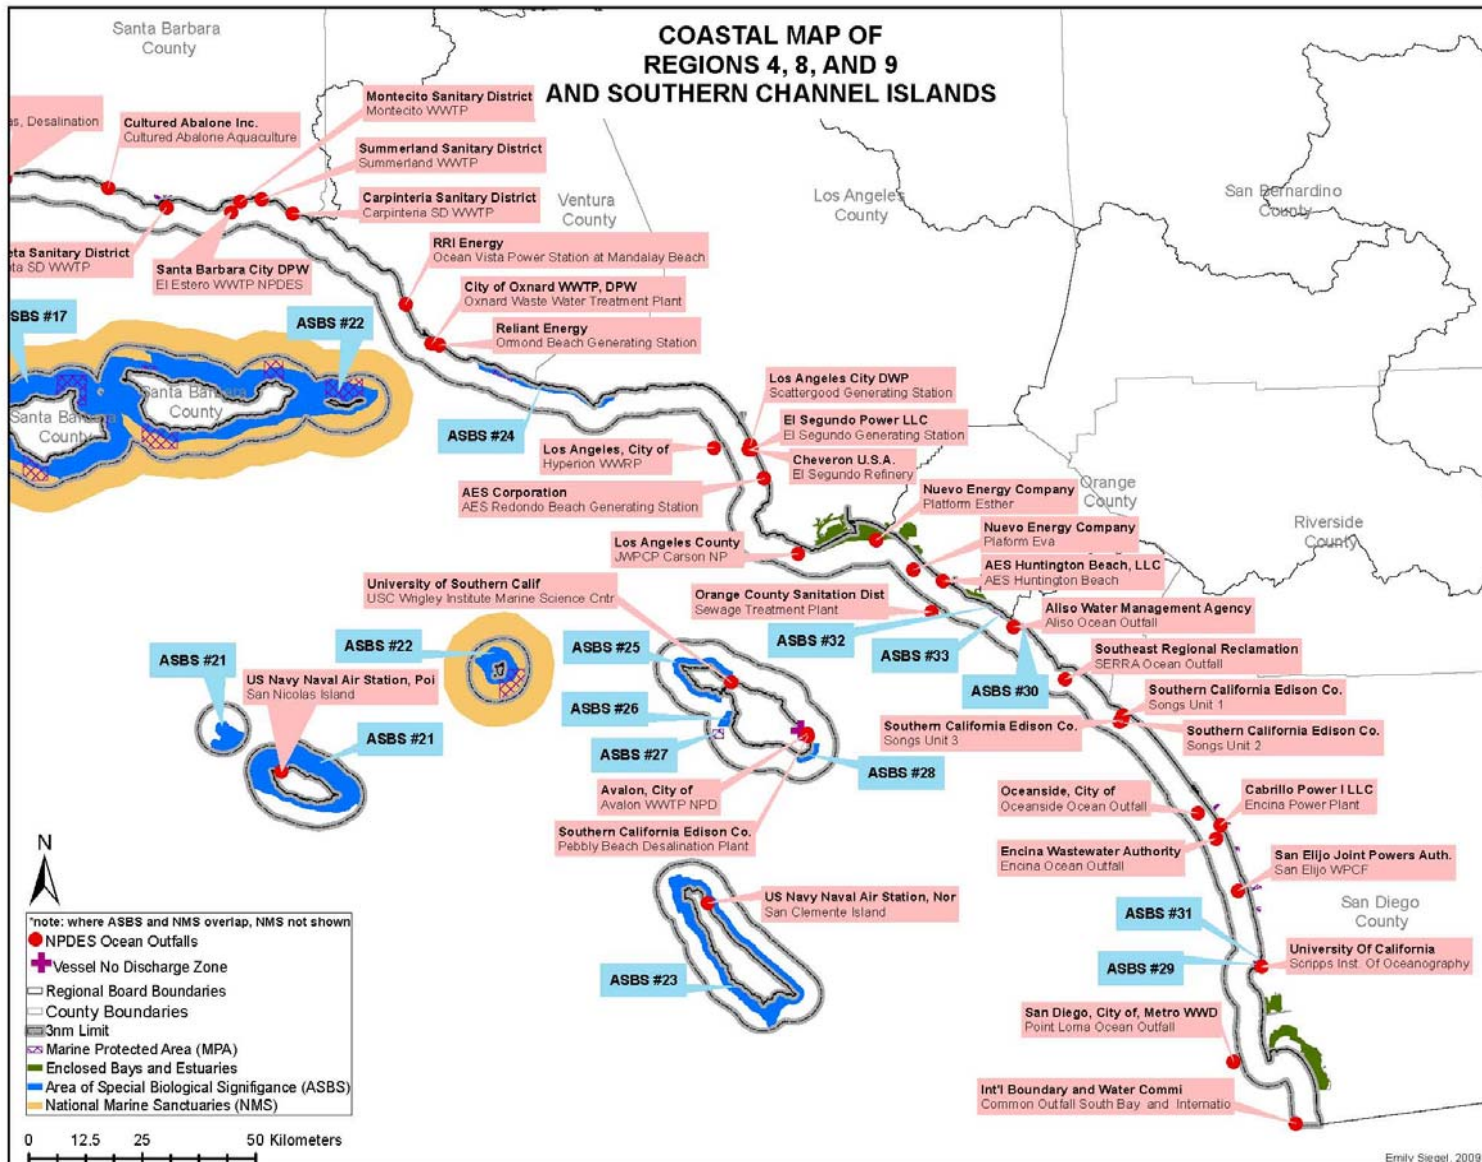 COASTAL MAP OF
REGIONS 4, 8, AND 9
AND SOUTHERN CHANNEL ISLANDS
Santa Barbara
County
as, Desalination
Cultured Abalone Inc.
Cultured Abalone Aquaculture
Montecito Sanitary District
Montecito WWTP
Summerland Sanitary District
Summerland WWTP
Carpinteria Sanitary District
Carpinteria SD WWTP
Ventura
County
Los Angeles
County
San Bernardino
County
eta Sanitary District
ta SD WWTP
Santa Barbara City DPW
El Estero WWTP NPDES
RRI Energy
Ocean Vista Power Station at Mandalay Beach
City of Oxnard WWTP, DPW
Oxnard Waste Water Treatment Plant
Reliant Energy
Ormond Beach Generating Station
SBS #17
ASBS #22
Santa Barbara
County
Santa Barbara
County
ASBS #24
Los Angeles City DWP
Scattergood Generating Station
El Segundo Power LLC
El Segundo Generating Station
Los Angeles, City of
Hyperion WWRP
Cheveron U.S.A.
El Segundo Refinery
AES Corporation
AES Redondo Beach Generating Station
Nuevo Energy Company
Platform Esther
Orange
County
Riverside
County
Nuevo Energy Company
Plaform Eva
Los Angeles County
JWPCP Carson NP
AES Huntington Beach, LLC
AES Huntington Beach
University of Southern Calif
USC Wrigley Institute Marine Science Cntr
Orange County Sanitation Dist
Sewage Treatment Plant
Aliso Water Management Agency
Aliso Ocean Outfall
ASBS #32
ASBS #33
ASBS #30
Southeast Regional Reclamation
SERRA Ocean Outfall
ASBS #21
ASBS #22
ASBS #25
US Navy Naval Air Station, Poi
San Nicolas Island
ASBS #26
ASBS #21
ASBS #27
ASBS #28
Southern California Edison Co.
Songs Unit 1
Southern California Edison Co.
Songs Unit 3
Southern California Edison Co.
Songs Unit 2
Avalon, City of
Avalon WWTP NPD
Southern California Edison Co.
Pebbly Beach Desalination Plant
Oceanside, City of
Oceanside Ocean Outfall
Cabrillo Power I LLC
Encina Power Plant
Encina Wastewater Authority
Encina Ocean Outfall
San Elijo Joint Powers Auth.
San Elijo WPCF
US Navy Naval Air Station, Nor
San Clemente Island
ASBS #23
ASBS #31
San Diego
County
ASBS #29
University Of California
Scripps Inst. Of Oceanography
San Diego, City of, Metro WWD
Point Loma Ocean Outfall
Int'l Boundary and Water Commi
Common Outfall South Bay and Internatio
N
*note: where ASBS and NMS overlap, NMS not shown
NPDES Ocean Outfalls
Vessel No Discharge Zone
Regional Board Boundaries
County Boundaries
3nm Limit
Marine Protected Area (MPA)
Enclosed Bays and Estuaries
Area of Special Biological Signifigance (ASBS)
National Marine Sanctuaries (NMS)
0 12.5 25 50 Kilometers
Emily Siegel, 2009